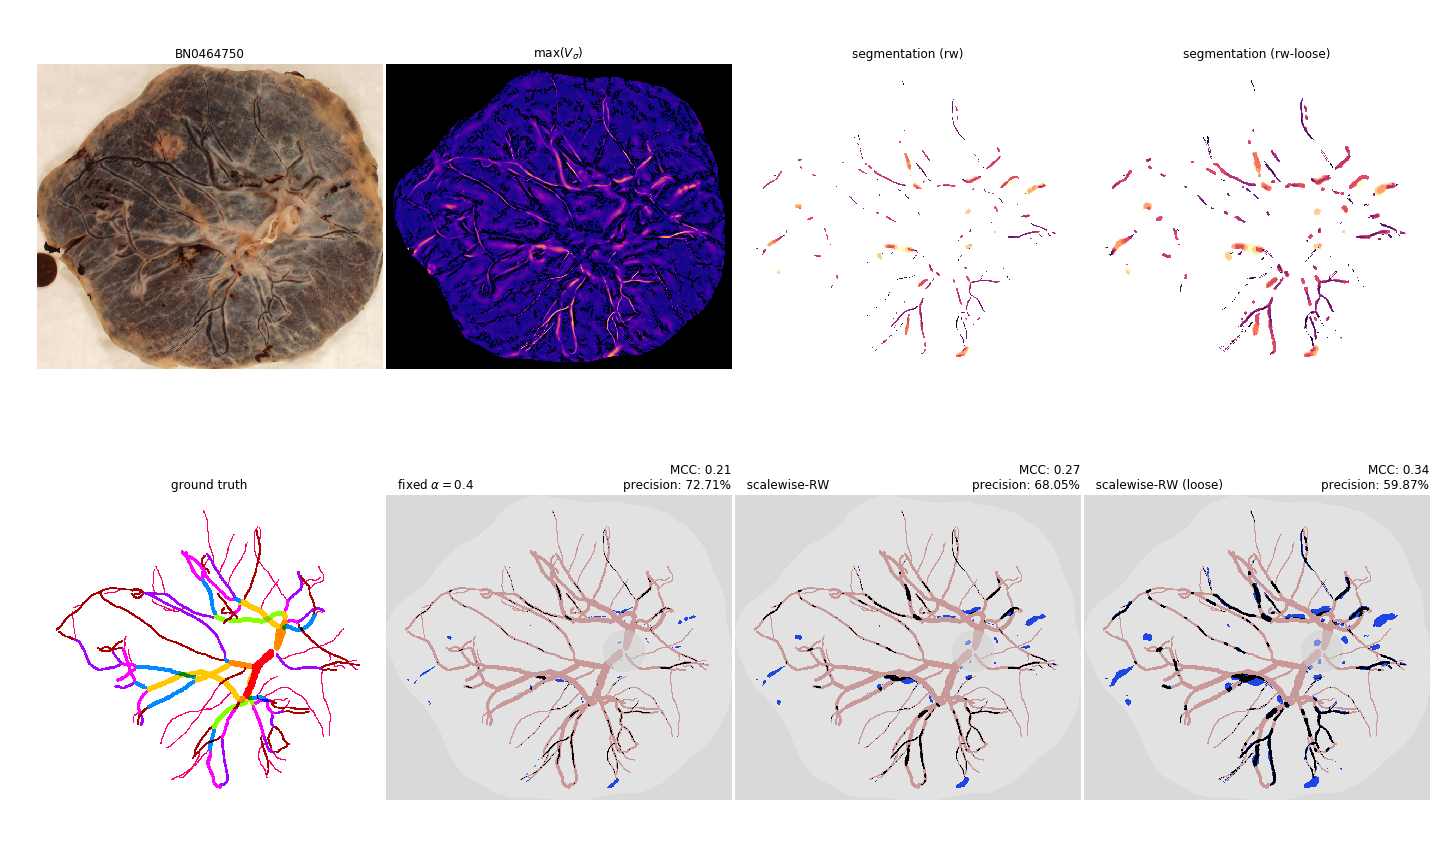 BN0464750
max(V_σ)
segmentation (rw)
segmentation (rw-loose)
ground truth
fixed α = 0.4
MCC: 0.21
precision: 72.71%
scalewise-RW
MCC: 0.27
precision: 68.05%
scalewise-RW (loose)
MCC: 0.34
precision: 59.87%